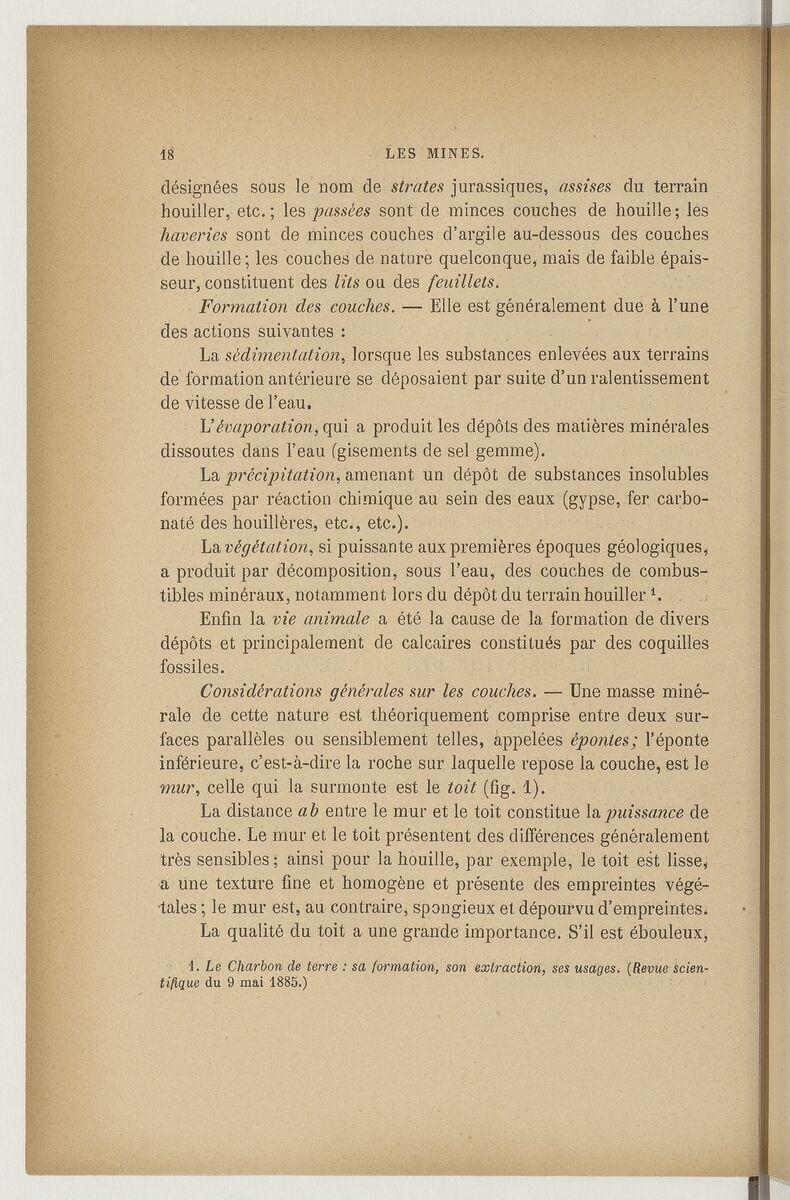 18 LES MINES.
désignées sous le nom de strates jurassiques, assises du terrain
houiller, etc.; les passées sont de minces couches de houille; les
haveries sont de minces couches d'argile au-dessous des couches
de houille; les couches de nature quelconque, mais de faible épais-
seur, constituent des lits ou des feuillets.
Formation des couches. — Elle est généralement due à l'une
des actions suivantes :
La sédimentation, lorsque les substances enlevées aux terrains
de formation antérieure se déposaient par suite d'un ralentissement
de vitesse de l'eau.
L'évaporation, qui a produit les dépôts des matières minérales
dissoutes dans l'eau (gisements de sel gemme).
La précipitation, amenant un dépôt de substances insolubles
formées par réaction chimique au sein des eaux (gypse, fer carbo-
naté des houillères, etc., etc.).
La végétation, si puissante aux premières époques géologiques,
a produit par décomposition, sous l'eau, des couches de combus-
tibles minéraux, notamment lors du dépôt du terrain houiller 1.
Enfin la vie animale a été la cause de la formation de divers
dépôts et principalement de calcaires constitués par des coquilles
fossiles.
Considérations générales sur les couches. — Une masse miné-
rale de cette nature est théoriquement comprise entre deux sur-
faces parallèles ou sensiblement telles, appelées épontes; l'éponte
inférieure, c'est-à-dire la roche sur laquelle repose la couche, est le
mur, celle qui la surmonte est le toit (fig. 1).
La distance ab entre le mur et le toit constitue la puissance de
la couche. Le mur et le toit présentent des différences généralement
très sensibles; ainsi pour la houille, par exemple, le toit est lisse,
a une texture fine et homogène et présente des empreintes végé-
tales; le mur est, au contraire, spongieux et dépourvu d'empreintes.
La qualité du toit a une grande importance. S'il est ébouleux,
1. Le Charbon de terre : sa formation, son extraction, ses usages. (Revue scien-
tifique du 9 mai 1885.)